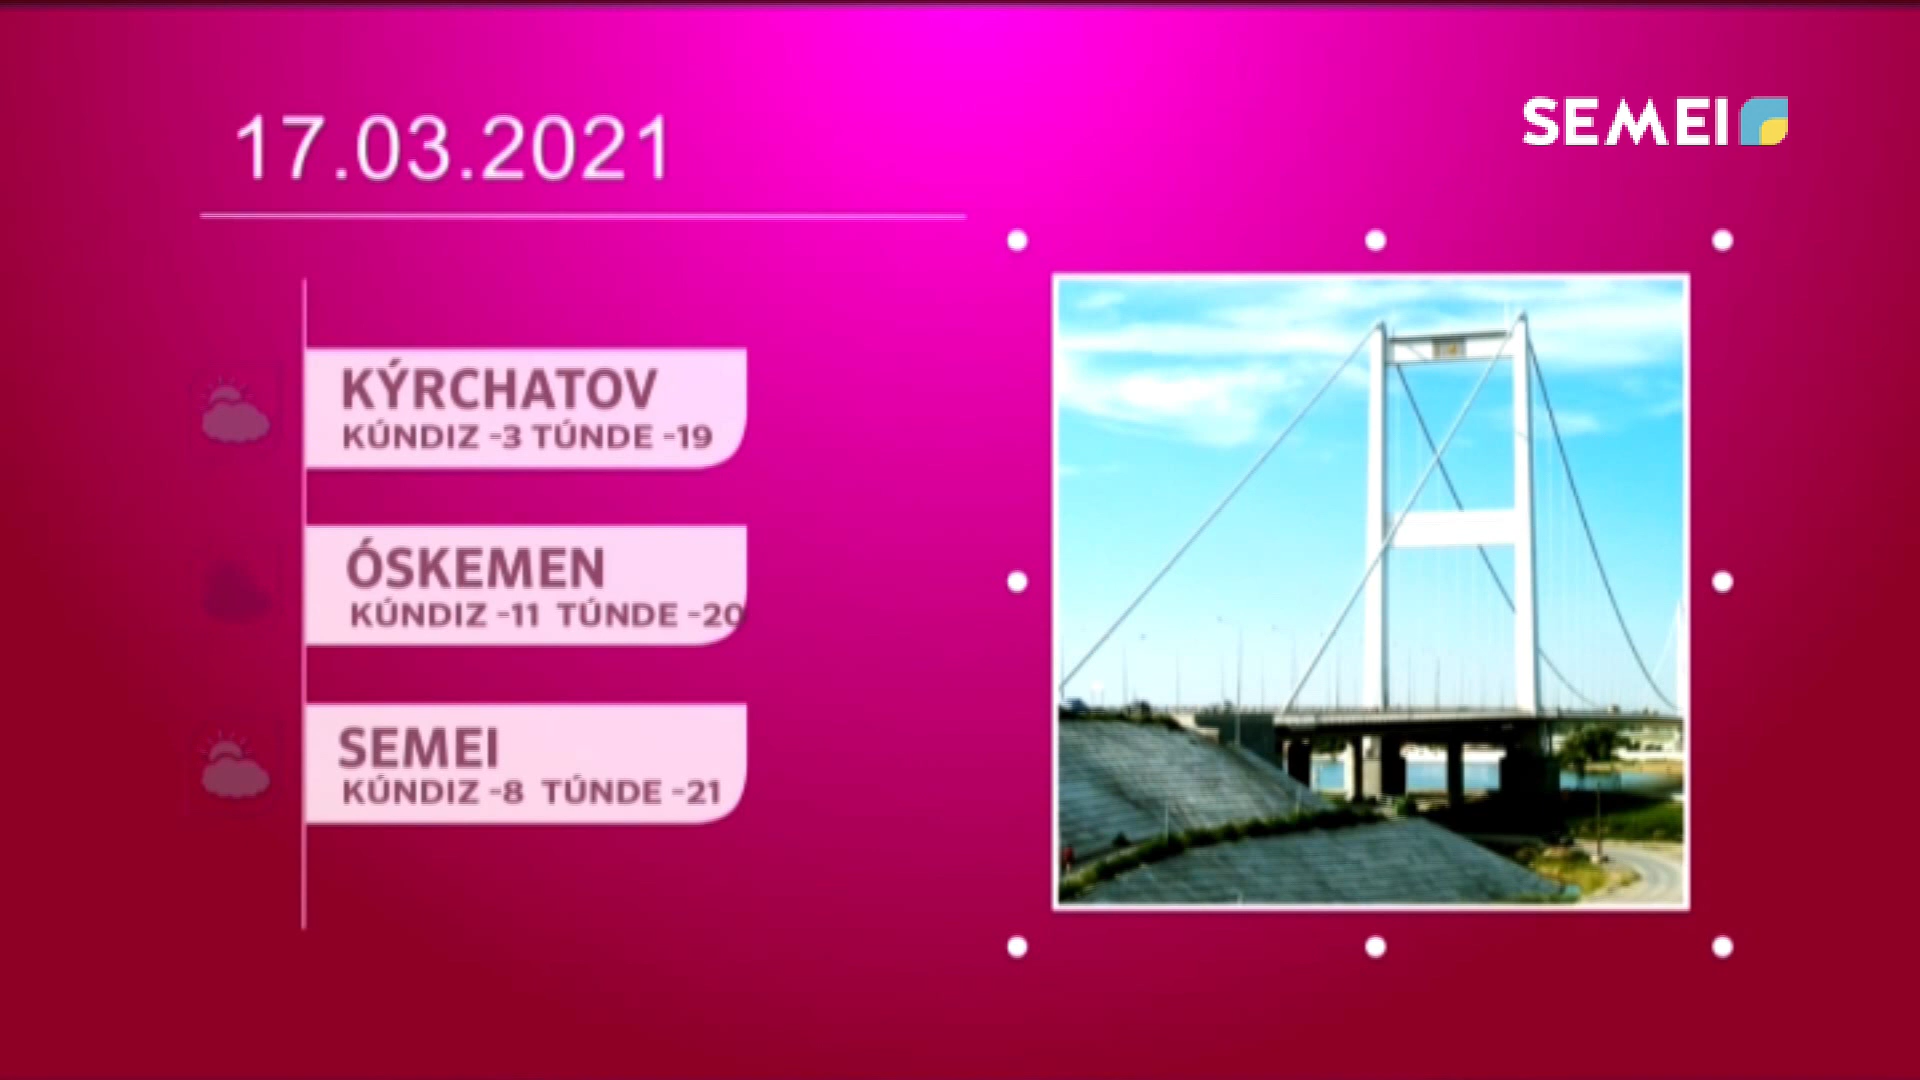 17.03.2021
SEMEI
KÝRCHATOV
KÚNDIZ -3 TÚNDE -19
ÓSKEMEN
KÚNDIZ -11 TÚNDE -20
SEMEI
KÚNDIZ -8 TÚNDE -21